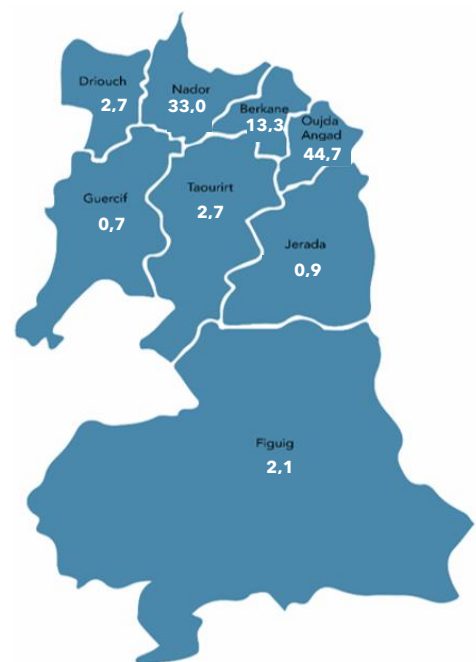 Driouch
2,7
Nador
33,0
Berkane
13,3
Oujda
Angad
44,7
Guercif
0,7
Taourirt
2,7
Jerada
0,9
Figuig
2,1